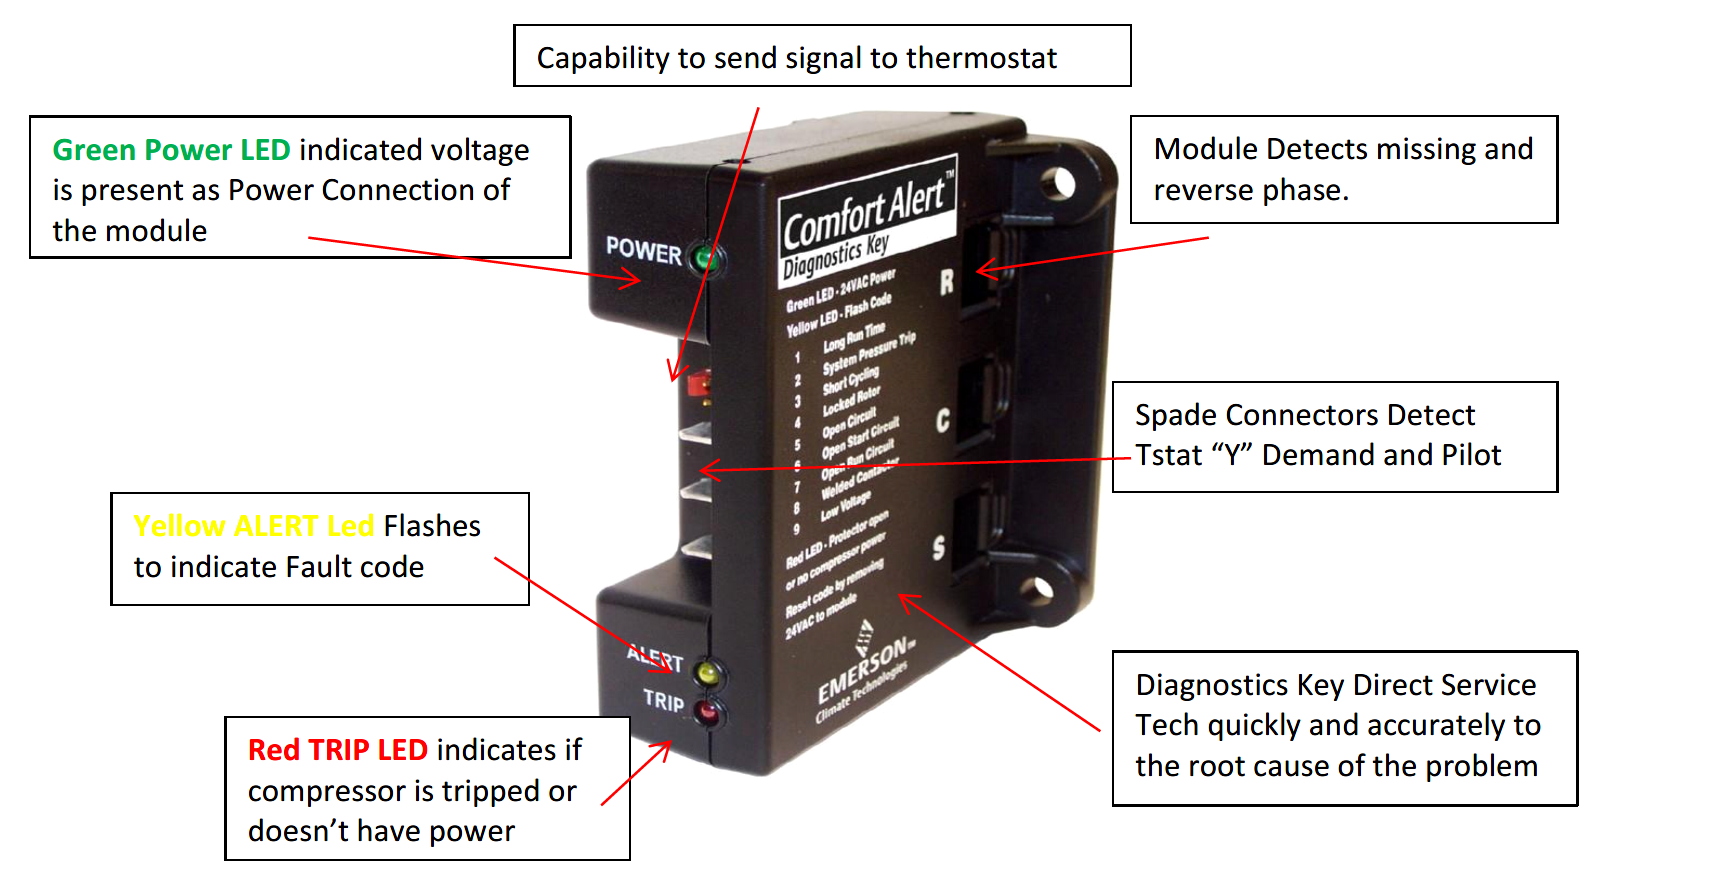 Capability to send signal to thermostat
Green Power LED indicated voltage
is present as Power Connection of
the module
Module Detects missing and
reverse phase.
Spade Connectors Detect
Tstat “Y” Demand and Pilot
Yellow ALERT Led Flashes
to indicate Fault code
Red TRIP LED indicates if
compressor is tripped or
doesn’t have power
Diagnostics Key Direct Service
Tech quickly and accurately to
the root cause of the problem
POWER
ALERT
TRIP
Comfort Alert™
Diagnostics Key
Green LED - 24VAC Power
Yellow LED - Flash Code
1 Long Run Time
2 System Pressure Trip
3 Short Cycling
4 Locked Rotor
5 Open Circuit
6 Open Start Circuit
7 Open Run Circuit
8 Welded Contactor
9 Low Voltage
Red LED - Protector open
or no compressor power
Reset code by removing
24VAC to module
EMERSON™
Climate Technologies
R
C
S